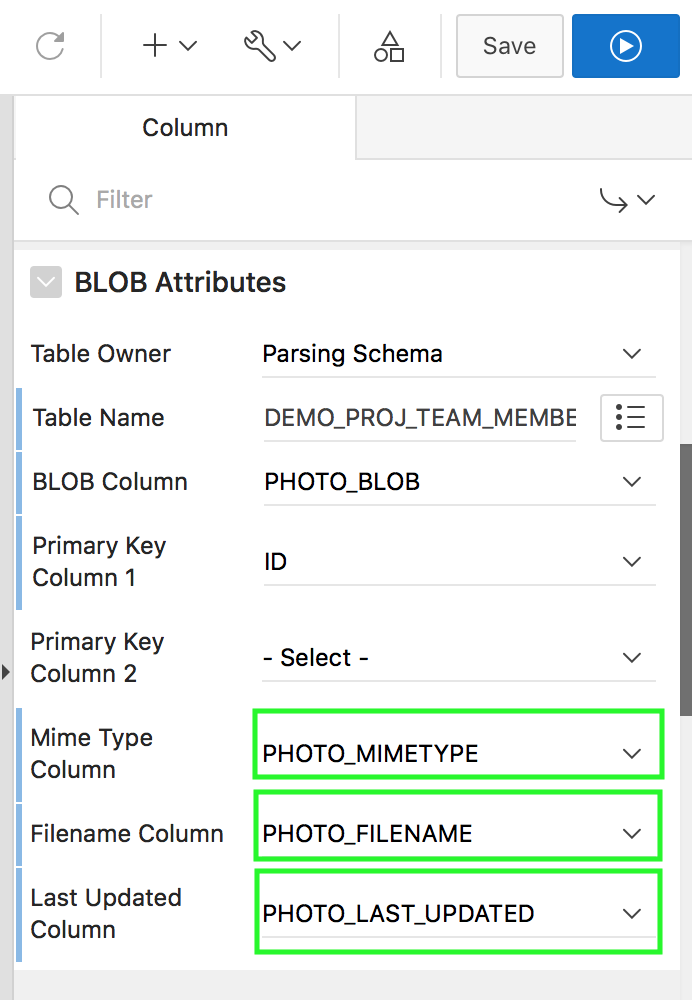 Save
Column
Filter
BLOB Attributes
Table Owner Parsing Schema
Table Name DEMO_PROJ_TEAM_MEMBE
BLOB Column PHOTO_BLOB
Primary Key
Column 1 ID
Primary Key
Column 2 - Select -
Mime Type
Column PHOTO_MIMETYPE
Filename Column PHOTO_FILENAME
Last Updated
Column PHOTO_LAST_UPDATED